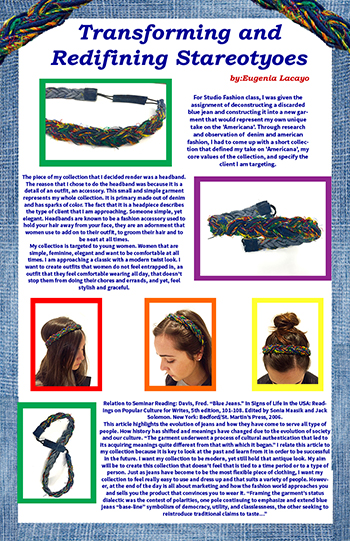 Transforming and
Redifining Stareotyoes
by:Eugenia Lacayo
For Studio Fashion class, I was given the
assignment of deconstructing a discarded
blue jean and constructing it into a new gar-
ment that would represent my own unique
take on the 'Americana'. Through research
and observation of denim and american
fashion, I had to come up with a short collec-
tion that defined my take on 'Americana', my
core values of the collection, and specify the
client I am targeting.
The piece of my collection that I decided render was a headband.
The reason that I chose to do the headband was because it is a
detail of an outfit, an accessory. This small and simple garment
represents my whole collection. It is primary made out of denim
and has sparks of color. The fact that it is a headpiece describes
the type of client that I am approaching. Someone simple, yet
elegant. Headbands are known to be a fashion accessory used to
hold your hair away from your face, they are an adornment that
women use to add on to their outfit, to groom their hair and to
be neat at all times.
My collection is targeted to young women. Women that are
simple, feminine, elegant and want to be comfortable at all
times. I am approaching a classic with a modern twist look. I
want to create outfits that women do not feel entrapped in, an
outfit that they feel comfortable wearing all day, that doesn't
stop them from doing their chores and errands, and yet, feel
stylish and graceful.
Relation to Seminar Reading: Davis, Fred. "Blue Jeans." In Signs of Life in the USA: Read-
ings on Popular Culture for Writes, 5th edition, 101-103. Edited by Sonia Maasik and Jack
Solomon. New York: Bedford/St. Martin's Press, 2006.
This article highlights the evolution of jeans and how they have come to serve all type of
people. How history has shifted and meanings have changed due to the evolution of society
and our culture. "The garment underwent a process of cultural authentication that led to
its acquiring meanings quite different from that with which it began." I relate this article to
my collection because it is key to look at the past and learn from it in order to be successful
in the future. I want my collection to be modern, yet still hold that antique look. My aim
will be to create this collection that doesn't feel that is tied to a time period or to a type of
person. Just as jeans have become to be the most flexible piece of clothing, I want my
collection to feel really easy to use and dress up and that suits a variety of people. Howev-
er, at the end of the day is all about marketing and how the fashion world approaches you
and sells you the product that convinces you to wear it. "Framing the garment's status
dialectic was the contest of polarities, one pole continuing to emphasize and extend blue
jeans "base-line" symbolism of democracy, utility, and classlessness, the other seeking to
reintroduce traditional claims to taste..."